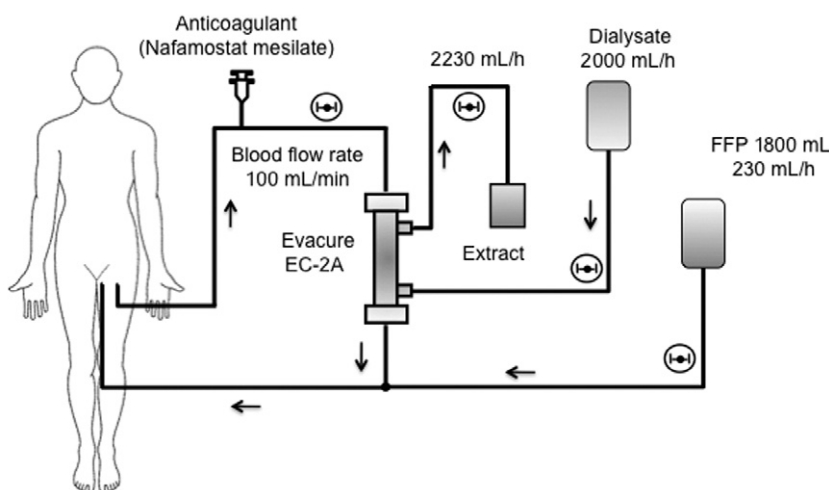 Anticoagulant
(Nafamostat mesilate)
2230 mL/h
Dialysate
2000 mL/h
FFP 1800 mL
230 mL/h
Blood flow rate
100 mL/min
Evacure
EC-2A
Extract